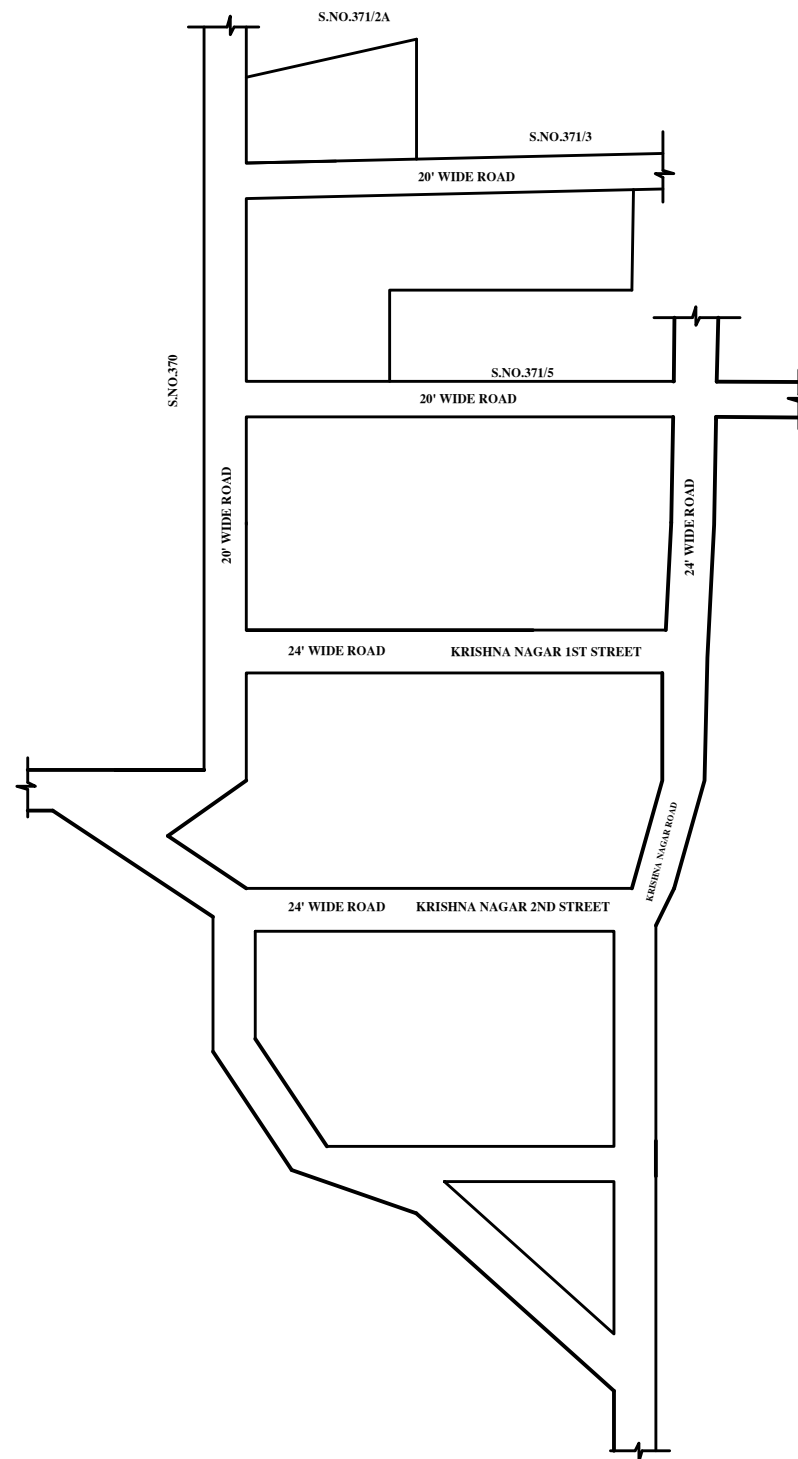 S.NO.371/2A
S.NO.371/3
20' WIDE ROAD
S.NO.370
S.NO.371/5
20' WIDE ROAD
20' WIDE ROAD
24' WIDE ROAD
24' WIDE ROAD
KRISHNA NAGAR 1ST STREET
KRISHNA NAGAR ROAD
24' WIDE ROAD
KRISHNA NAGAR 2ND STREET